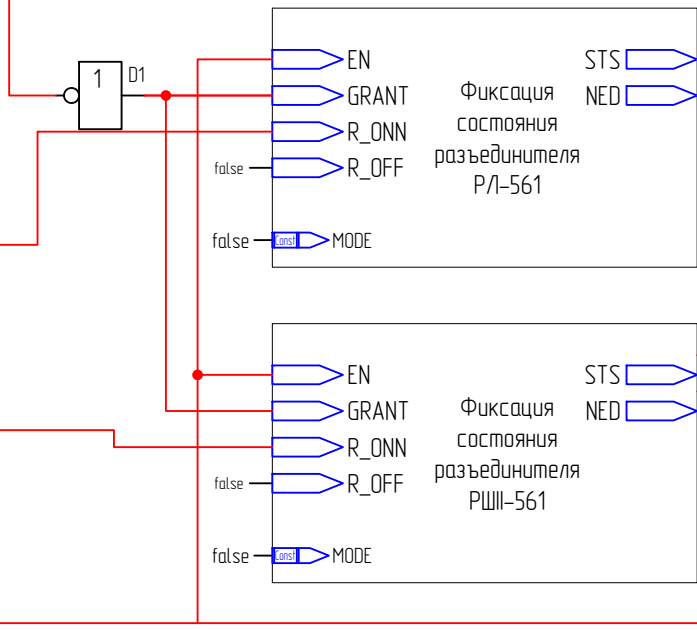 1 D1
EN
GRANT
R_ONN
false R_OFF
false Const MODE
Фиксация
состояния
разъединителя
РЛ-561
STS
NED
EN
GRANT
R_ONN
false R_OFF
false Const MODE
Фиксация
состояния
разъединителя
РШII-561
STS
NED